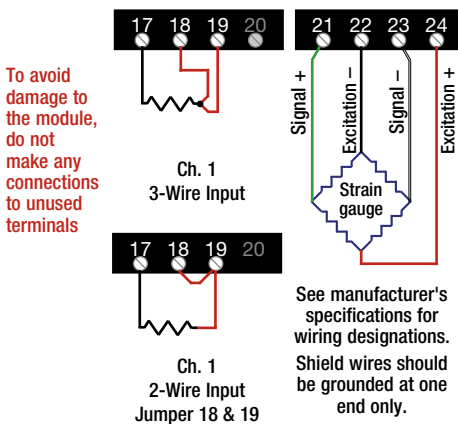 17 18 19 20
21 22 23 24
To avoid
damage to
the module,
do not
make any
connections
to unused
terminals
Signal +
Excitation –
Signal –
Excitation +
Ch. 1
3-Wire Input
Strain
gauge
17 18 19 20
Ch. 1
2-Wire Input
Jumper 18 & 19
See manufacturer's
specifications for
wiring designations.
Shield wires should
be grounded at one
end only.